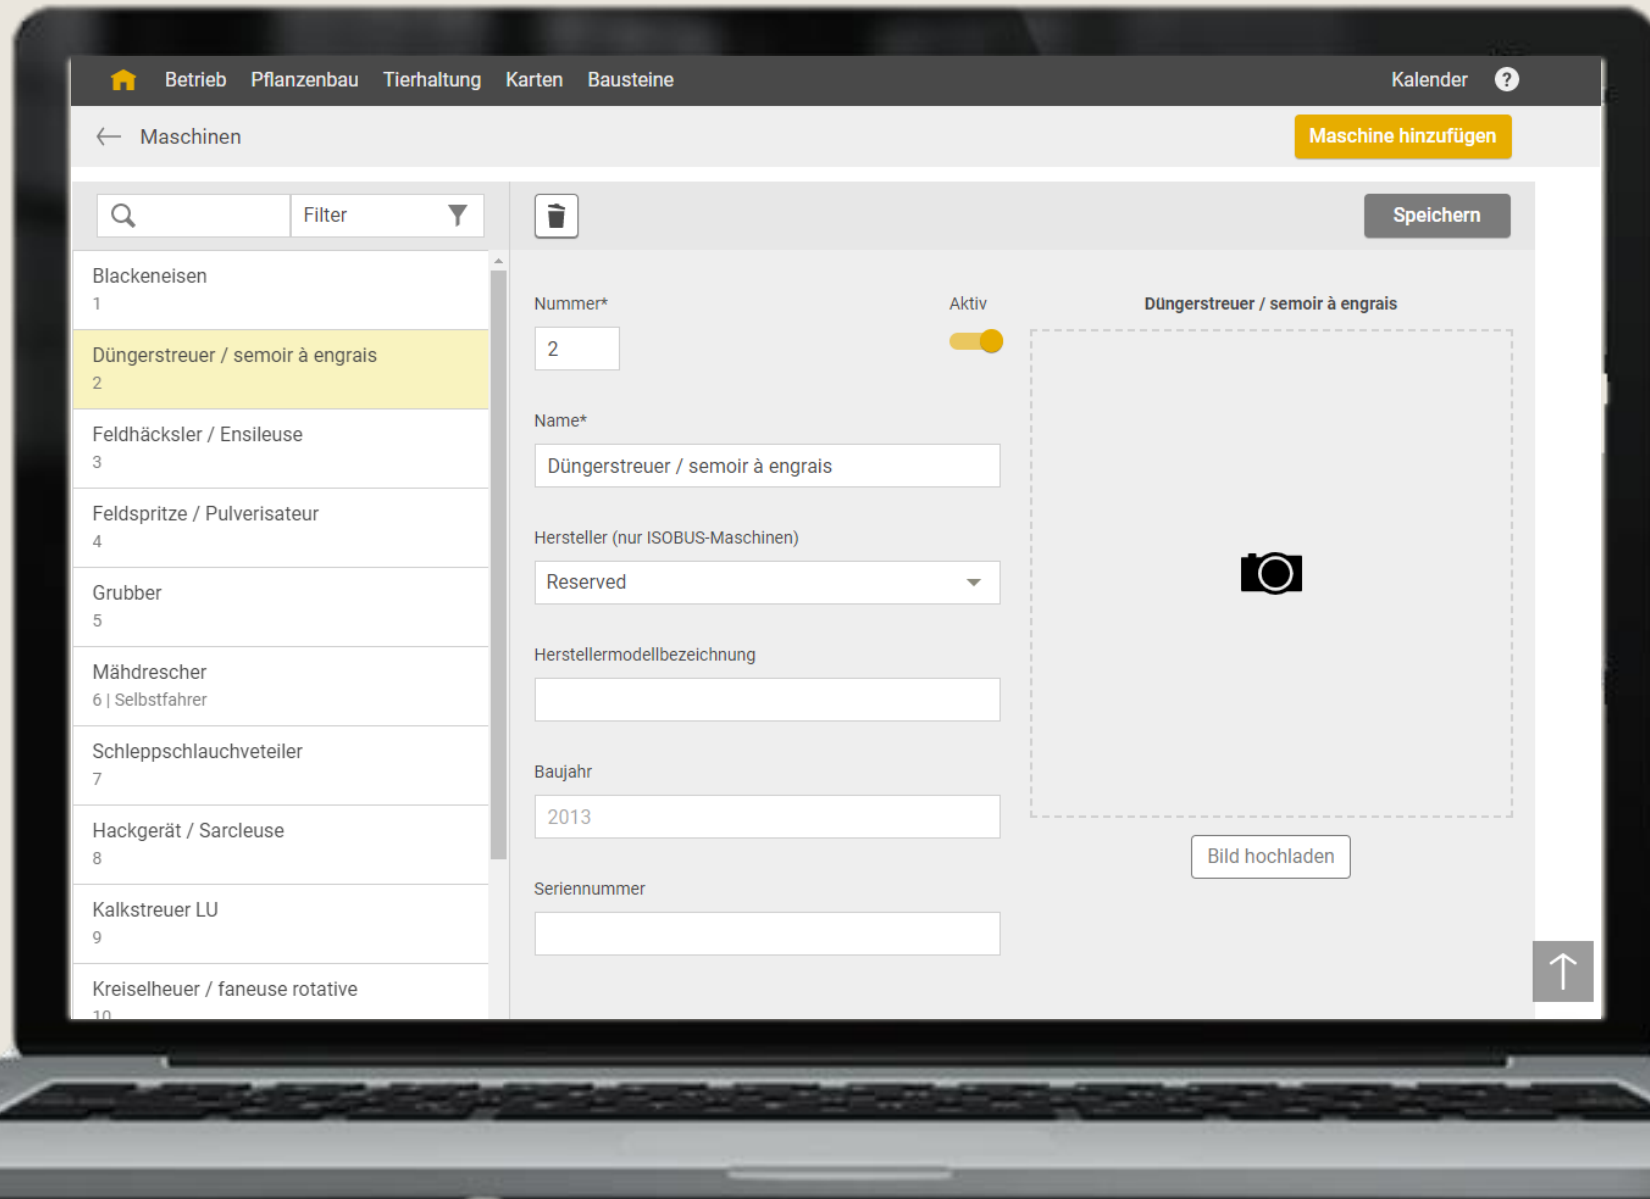 Betrieb Pflanzenbau Tierhaltung Karten Bausteine Kalender ?
Maschinen Maschine hinzufügen
Filter Speichern
Blackeneisen
1
Düngerstreuer / semoir à engrais
2
Feldhäcksler / Ensileuse
3
Feldspritze / Pulverisateur
4
Grubber
5
Mähdrescher
6 | Selbstfahrer
Schleppschlauchveteiler
7
Hackgerät / Sarcleuse
8
Kalkstreuer LU
9
Kreiselheuer / faneuse rotative
10
Nummer* Aktiv
2
Name*
Düngerstreuer / semoir à engrais
Hersteller (nur ISOBUS-Maschinen)
Reserved
Herstellermodellbezeichnung
Baujahr
2013
Seriennummer
Düngerstreuer / semoir à engrais
Bild hochladen